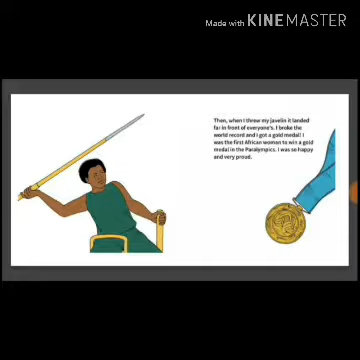 Made with KINEMASTER
Then, when I threw my javelin it landed
far in front of everyone's. I broke the
world record and I got a gold medal! I
was the first African woman to win a gold
medal in the Paralympics. I was so happy
and very proud.